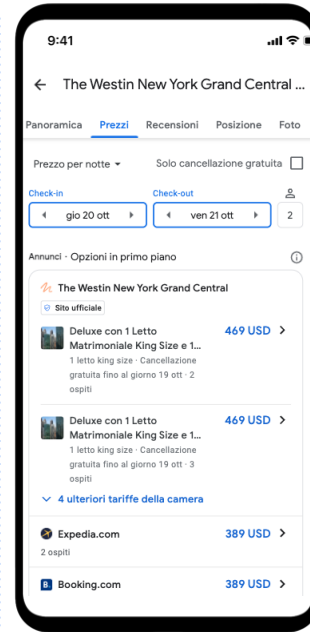 9:41
The Westin New York Grand Central ...
Panoramica Prezzi Recensioni Posizione Foto
Prezzo per notte Solo cancellazione gratuita
Check-in Check-out
gio 20 ott ven 21 ott 2
Annunci · Opzioni in primo piano
The Westin New York Grand Central
Sito ufficiale
Deluxe con 1 Letto 469 USD
Matrimoniale King Size e 1...
1 letto king size · Cancellazione
gratuita fino al giorno 19 ott · 2
ospiti
Deluxe con 1 Letto 469 USD
Matrimoniale King Size e 1...
1 letto king size · Cancellazione
gratuita fino al giorno 19 ott · 3
ospiti
4 ulteriori tariffe della camera
Expedia.com 389 USD
2 ospiti
B. Booking.com 389 USD